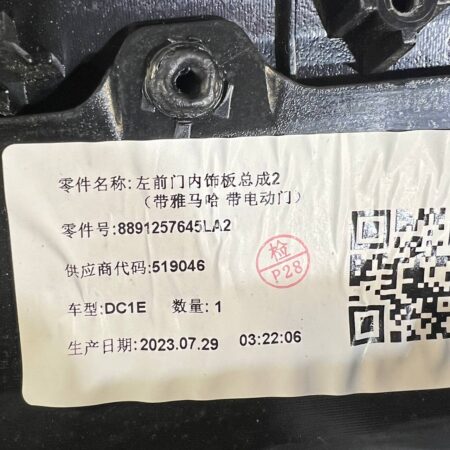 零件名称:左前门内饰板总成2
（带雅马哈 带电动门）
零件号:8891257645LA2
供应商代码:519046
检
P28
车型:DC1E 数量:1
生产日期:2023.07.29 03:22:06